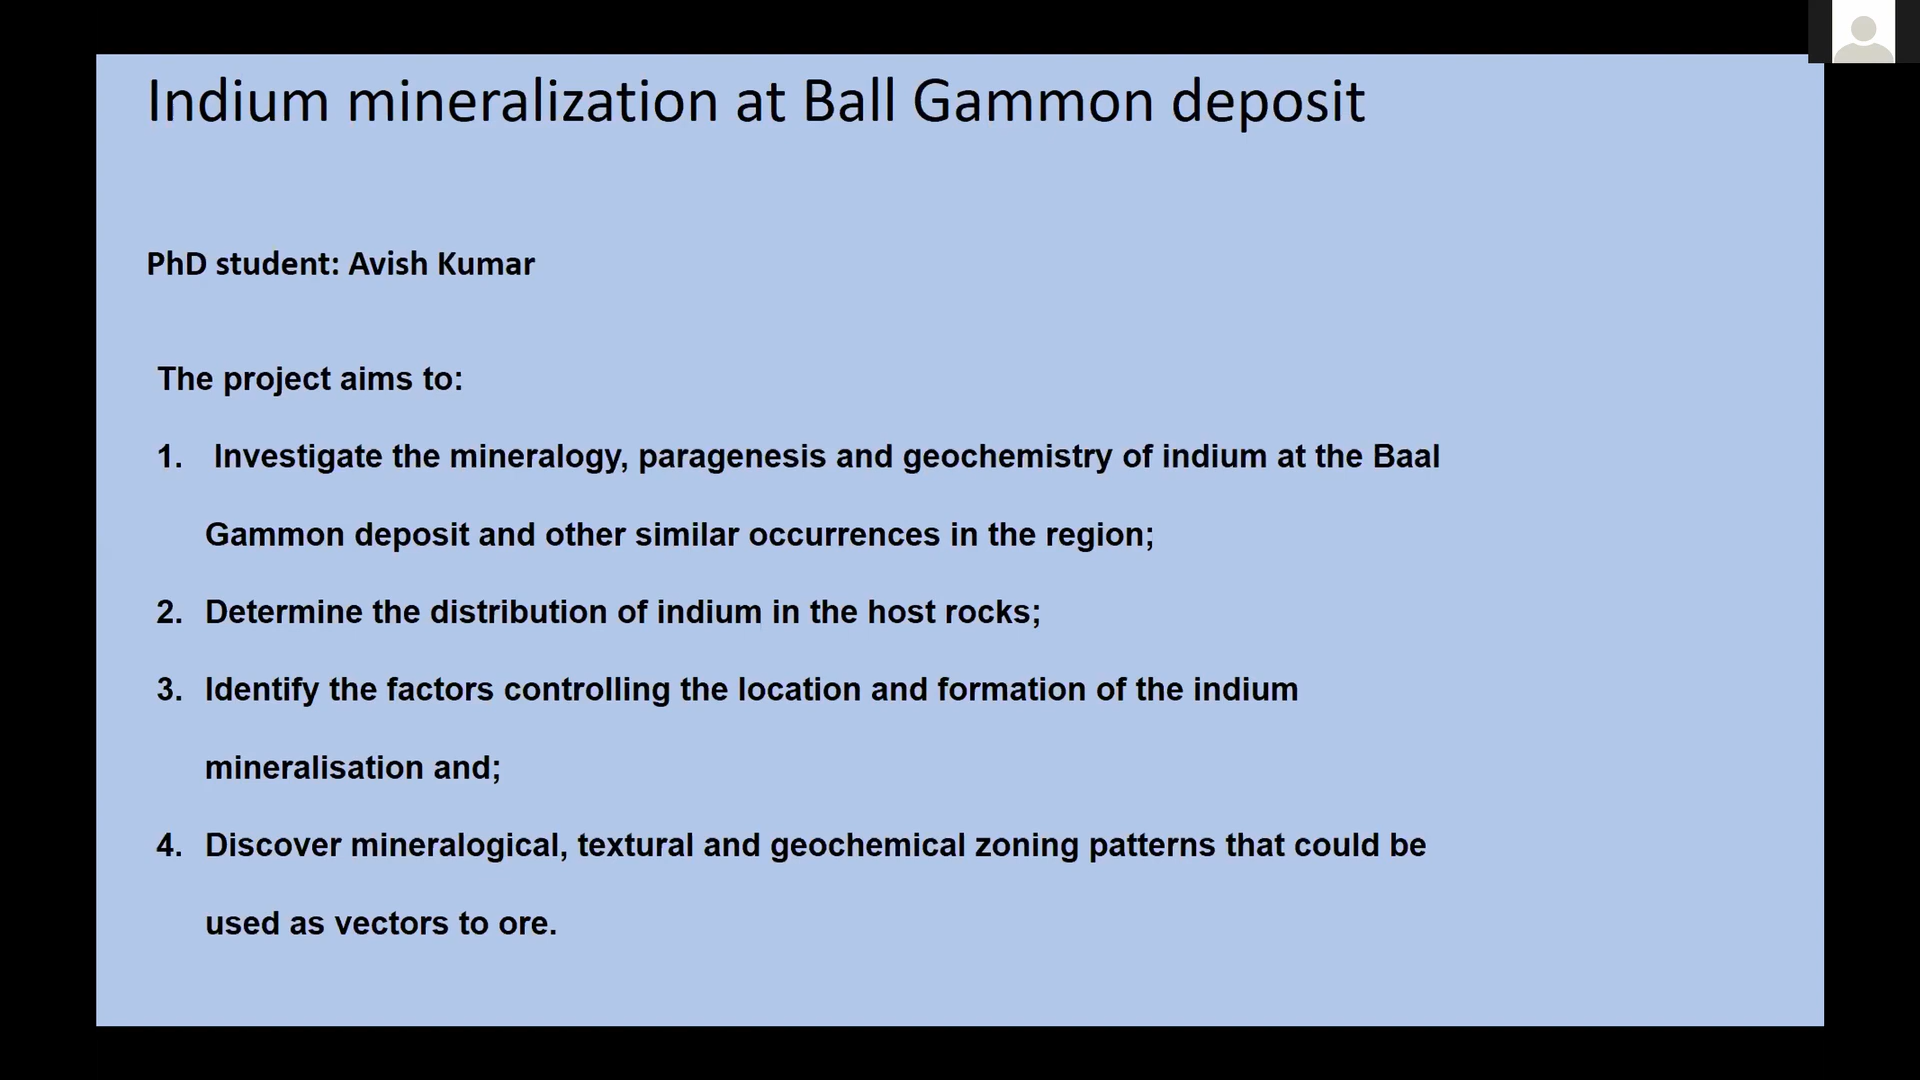 Indium mineralization at Ball Gammon deposit
PhD student: Avish Kumar
The project aims to:
1. Investigate the mineralogy, paragenesis and geochemistry of indium at the Baal
Gammon deposit and other similar occurrences in the region;
2. Determine the distribution of indium in the host rocks;
3. Identify the factors controlling the location and formation of the indium
mineralisation and;
4. Discover mineralogical, textural and geochemical zoning patterns that could be
used as vectors to ore.